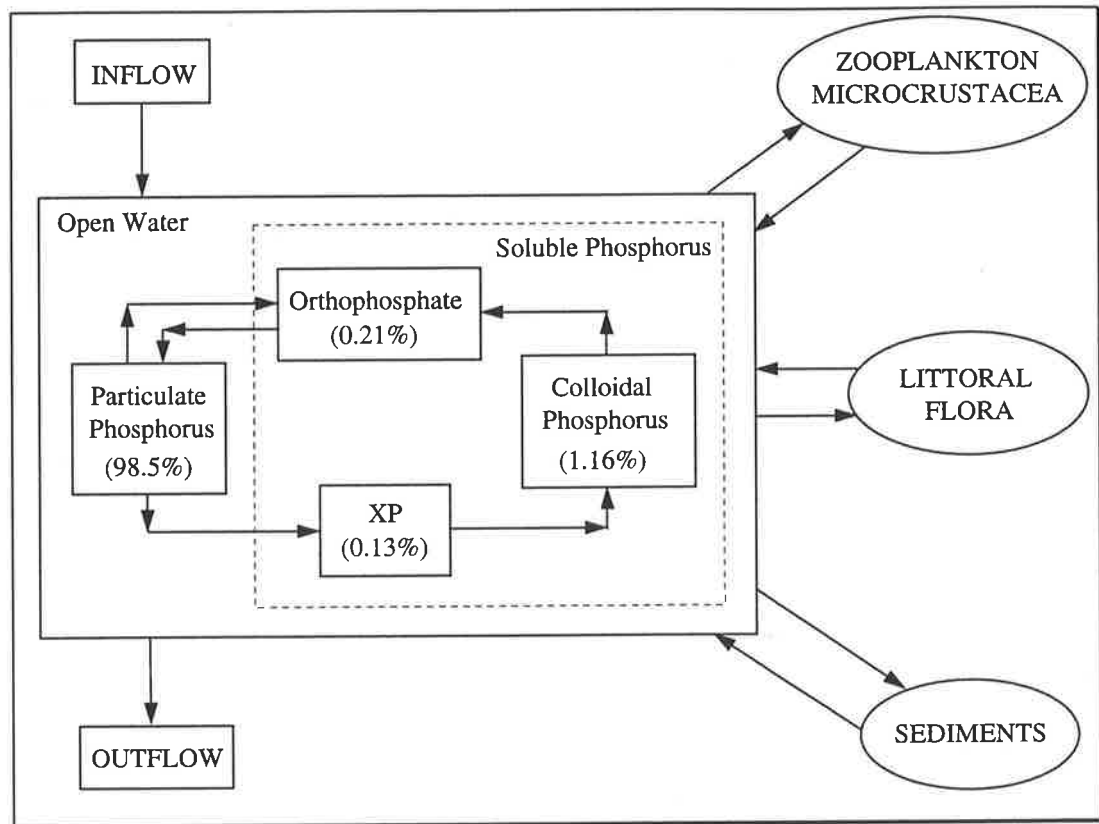 INFLOW
ZOOPLANKTON
MICROCRUSTACEA
Open Water
Soluble Phosphorus
Orthophosphate
(0.21%)
Particulate
Phosphorus
(98.5%)
Colloidal
Phosphorus
(1.16%)
XP
(0.13%)
LITTORAL
FLORA
SEDIMENTS
OUTFLOW